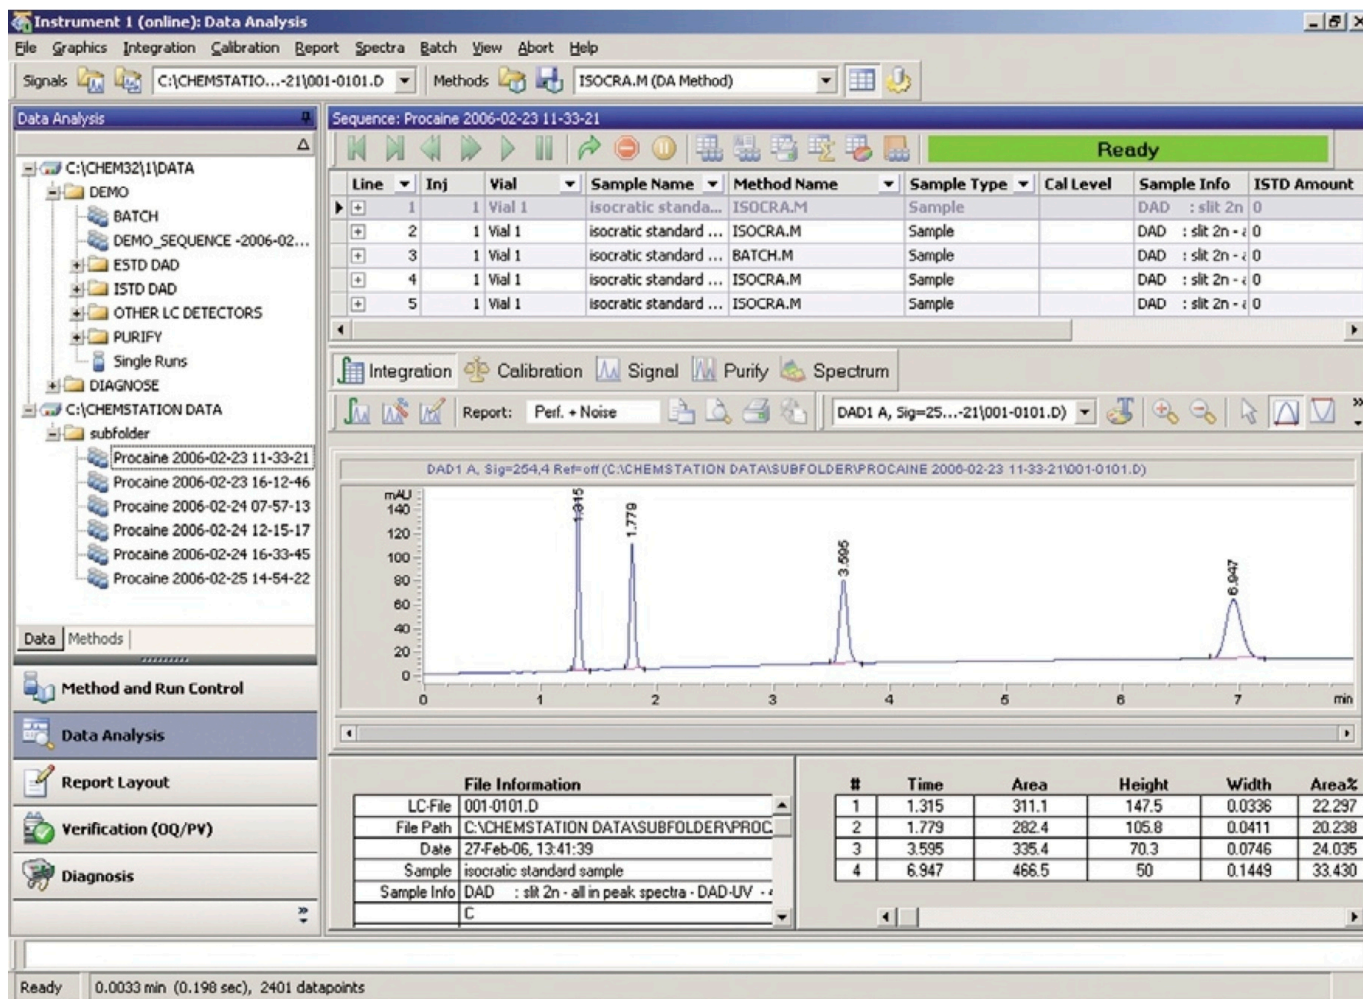 Instrument 1 (online): Data Analysis
File Graphics Integration Calibration Report Spectra Batch View Abort Help
Signals C:\CHEMSTATIO...-21\001-0101.D Methods ISOCRA.M (DA Method)
Data Analysis
C:\CHEM32\1\DATA
DEMO
BATCH
DEMO_SEQUENCE -2006-02...
ESTD DAD
ISTD DAD
OTHER LC DETECTORS
PURIFY
Single Runs
DIAGNOSE
C:\CHEMSTATION DATA
subfolder
Procaine 2006-02-23 11-33-21
Procaine 2006-02-23 16-12-46
Procaine 2006-02-24 07-57-13
Procaine 2006-02-24 12-15-17
Procaine 2006-02-24 16-33-45
Procaine 2006-02-25 14-54-22
Data Methods
Method and Run Control
Data Analysis
Report Layout
Verification (OQ/PV)
Diagnosis
Sequence: Procaine 2006-02-23 11-33-21
Ready
Line Inj Vial Sample Name Method Name Sample Type Cal Level Sample Info ISTD Amount
1 1 Vial 1 isocratic standa... ISOCRA.M Sample DAD : slit 2n 0
2 1 Vial 1 isocratic standard ... ISOCRA.M Sample DAD : slit 2n - a 0
3 1 Vial 1 isocratic standard ... BATCH.M Sample DAD : slit 2n - a 0
4 1 Vial 1 isocratic standard ... ISOCRA.M Sample DAD : slit 2n - a 0
5 1 Vial 1 isocratic standard ... ISOCRA.M Sample DAD : slit 2n - a 0
Integration Calibration Signal Purify Spectrum
Report: Perf. + Noise DAD1 A, Sig=25...-21\001-0101.D)
DAD1 A, Sig=254,4 Ref=off (C:\CHEMSTATION DATA\SUBFOLDER\PROCAINE 2006-02-23 11-33-21\001-0101.D)
mAU
140
120
100
80
60
40
20
0
1.315
1.779
3.595
6.947
0 1 2 3 4 5 6 7 min
File Information
LC-File 001-0101.D
File Path C:\CHEMSTATION DATA\SUBFOLDER\PROC
Date 27-Feb-06, 13:41:39
Sample isocratic standard sample
Sample Info DAD : slit 2n - all in peak spectra - DAD-UV -
C
# Time Area Height Width Area%
1 1.315 311.1 147.5 0.0336 22.297
2 1.779 282.4 105.8 0.0411 20.238
3 3.595 335.4 70.3 0.0746 24.035
4 6.947 466.5 50 0.1449 33.430
Ready 0.0033 min (0.198 sec), 2401 datapoints